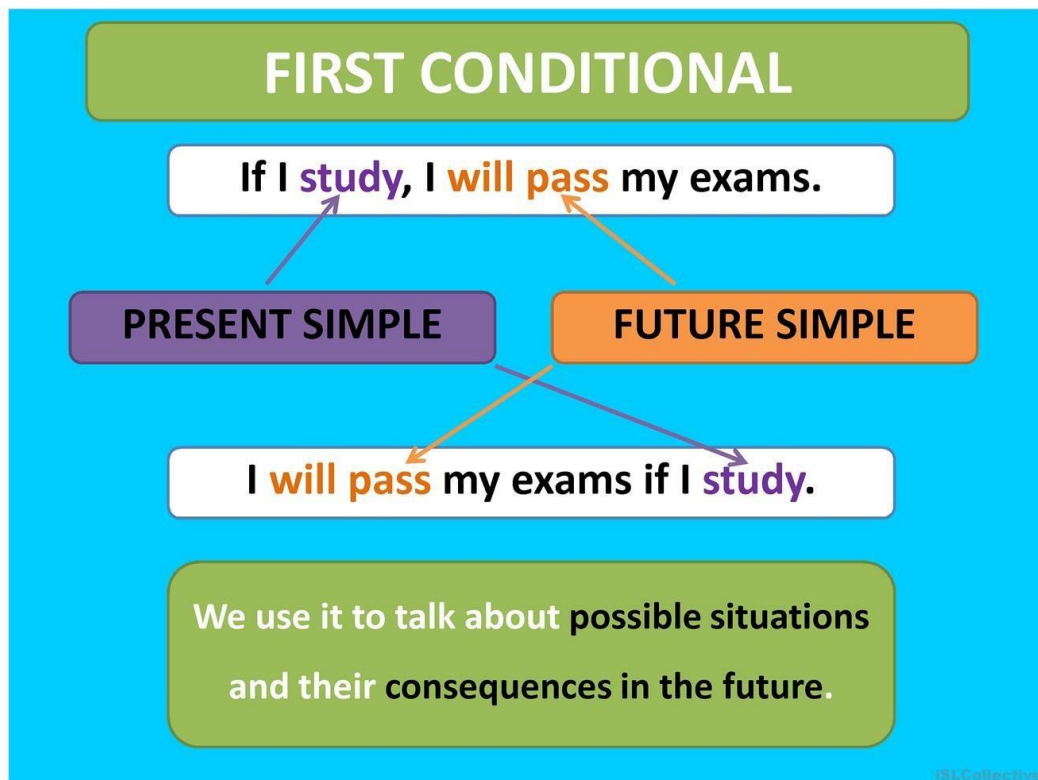 FIRST CONDITIONAL
If I study, I will pass my exams.
PRESENT SIMPLE
FUTURE SIMPLE
I will pass my exams if I study.
We use it to talk about possible situations
and their consequences in the future.
iSLCollective